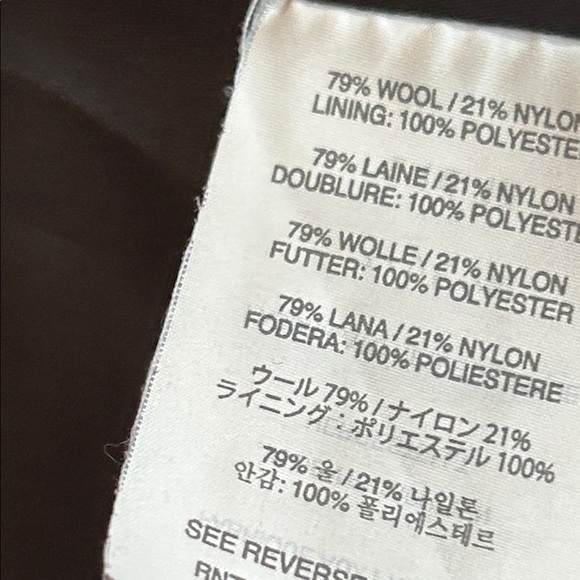 79% WOOL / 21% NYLON
LINING: 100% POLYESTE
79% LAINE / 21% NYLON
DOUBLURE: 100% POLYESTE
79% WOLLE / 21% NYLON
FUTTER: 100% POLYESTER
79% LANA / 21% NYLON
FODERA: 100% POLIESTERE
ウール 79% / ナイロン 21%
ライニング : ポリエステル 100%
79% 울 / 21% 나일론
안감: 100% 폴리에스테르
SEE REVERSE